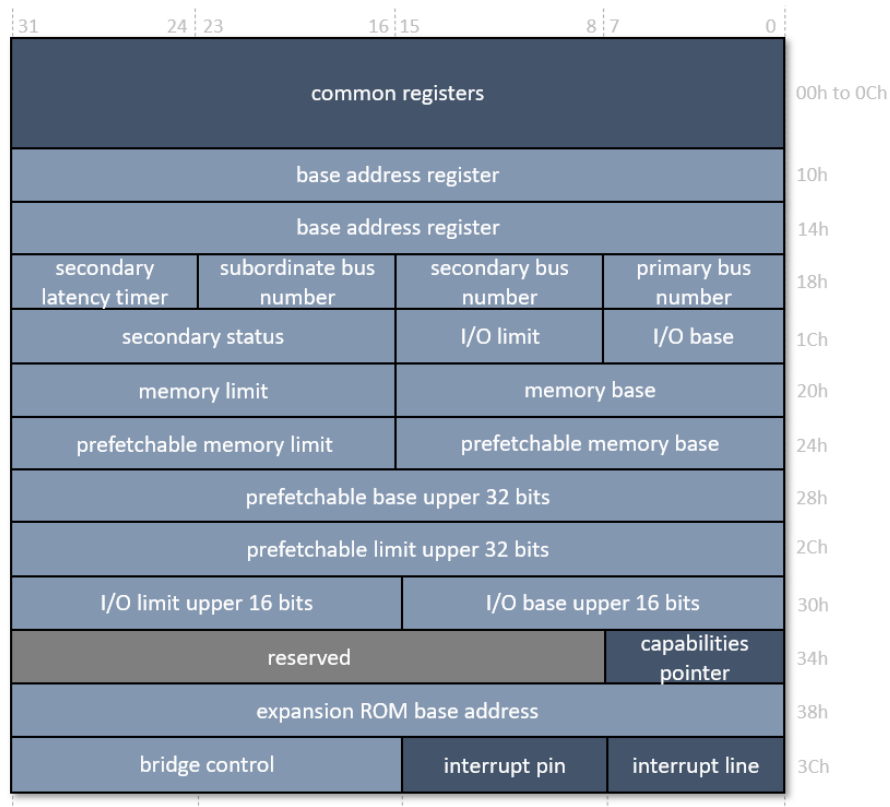 31 24 23 16 15 8 7 0
common registers 00h to 0Ch
base address register 10h
base address register 14h
secondary latency timer subordinate bus number secondary bus number primary bus number 18h
secondary status I/O limit I/O base 1Ch
memory limit memory base 20h
prefetchable memory limit prefetchable memory base 24h
prefetchable base upper 32 bits 28h
prefetchable limit upper 32 bits 2Ch
I/O limit upper 16 bits I/O base upper 16 bits 30h
reserved capabilities pointer 34h
expansion ROM base address 38h
bridge control interrupt pin interrupt line 3Ch